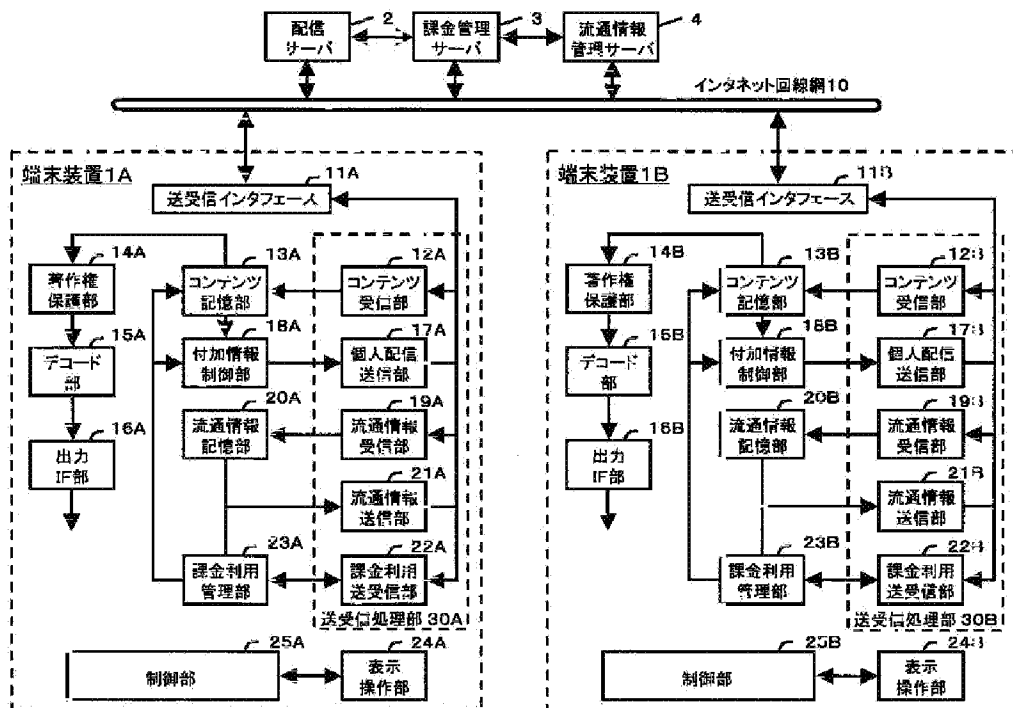 2
配信
サーバ
3
課金管理
サーバ
4
流通情報
管理サーバ
インタネット回線網10
端末装置1A
11A
送受信インタフェース
14A
著作権
保護部
13A
コンテンツ
記憶部
12A
コンテンツ
受信部
15A
デコード
部
18A
付加情報
制御部
17A
個人配信
送信部
16A
出力
IF部
20A
流通情報
記憶部
19A
流通情報
受信部
21A
流通情報
送信部
23A
課金利用
管理部
22A
課金利用
送受信部
送受信処理部 30A
25A
制御部
24A
表示
操作部
端末装置1B
11B
送受信インタフェース
14B
著作権
保護部
13B
コンテンツ
記憶部
12B
コンテンツ
受信部
15B
デコード
部
18B
付加情報
制御部
17B
個人配信
送信部
16B
出力
IF部
20B
流通情報
記憶部
19B
流通情報
受信部
21B
流通情報
送信部
23B
課金利用
管理部
22B
課金利用
送受信部
送受信処理部 30B
25B
制御部
24B
表示
操作部